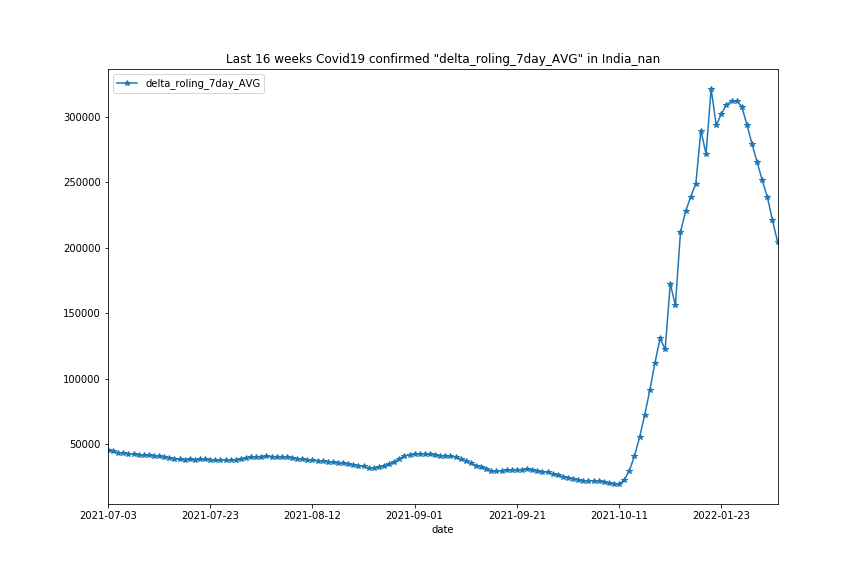 Last 16 weeks Covid19 confirmed "delta_roling_7day_AVG" in India_nan
delta_roling_7day_AVG
300000
250000
200000
150000
100000
50000
2021-07-03 2021-07-23 2021-08-12 2021-09-01 2021-09-21 2021-10-11 2022-01-23
date